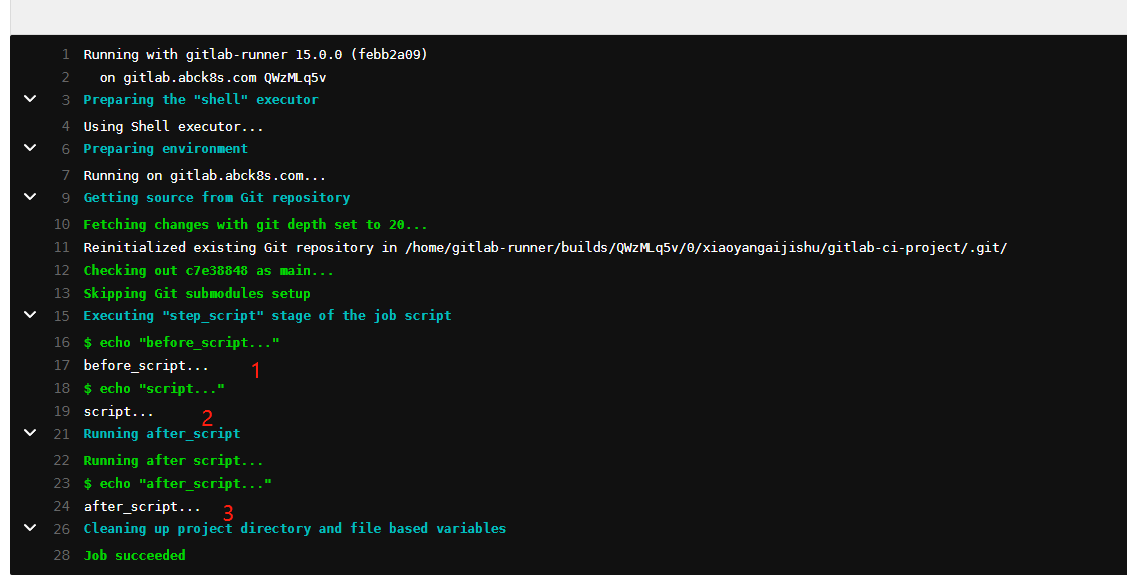 1 Running with gitlab-runner 15.0.0 (febb2a09)
2 on gitlab.abck8s.com QWzMLq5v
3 Preparing the "shell" executor
4 Using Shell executor...
6 Preparing environment
7 Running on gitlab.abck8s.com...
9 Getting source from Git repository
10 Fetching changes with git depth set to 20...
11 Reinitialized existing Git repository in /home/gitlab-runner/builds/QWzMLq5v/0/xiaoyangaijishu/gitlab-ci-project/.git/
12 Checking out c7e38848 as main...
13 Skipping Git submodules setup
15 Executing "step_script" stage of the job script
16 $ echo "before_script..."
17 before_script... 1
18 $ echo "script..."
19 script... 2
21 Running after_script
22 Running after script...
23 $ echo "after_script..."
24 after_script... 3
26 Cleaning up project directory and file based variables
28 Job succeeded